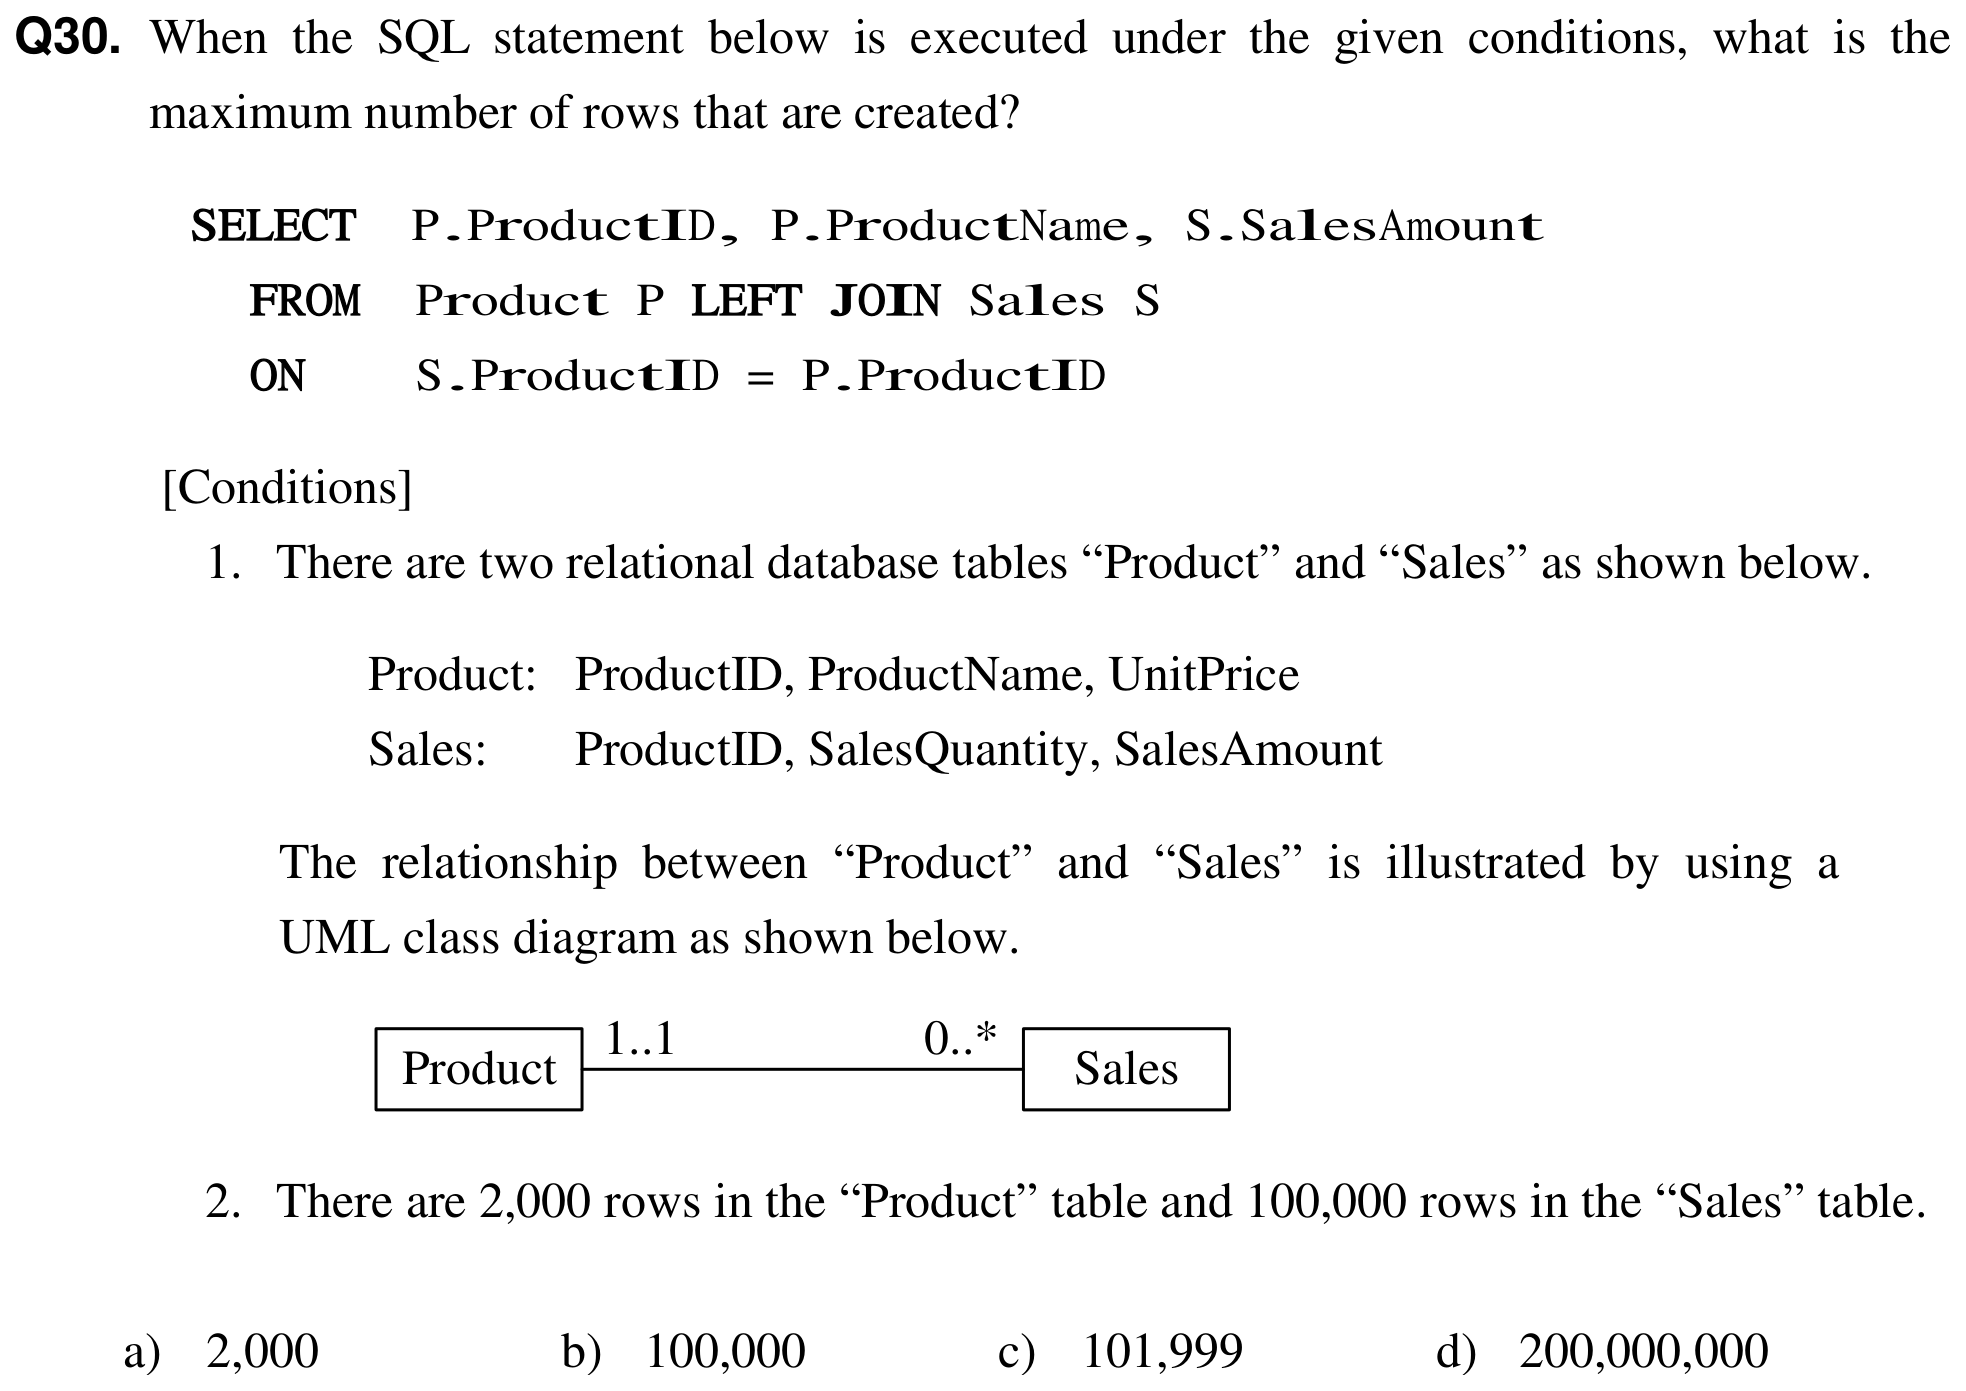 Q30. When the SQL statement below is executed under the given conditions, what is the
maximum number of rows that are created?
SELECT P.ProductID, P.ProductName, S.SalesAmount
FROM Product P LEFT JOIN Sales S
ON S.ProductID = P.ProductID
[Conditions]
1. There are two relational database tables “Product” and “Sales” as shown below.
Product: ProductID, ProductName, UnitPrice
Sales: ProductID, SalesQuantity, SalesAmount
The relationship between “Product” and “Sales” is illustrated by using a
UML class diagram as shown below.
1..1 0..*
Product Sales
2. There are 2,000 rows in the “Product” table and 100,000 rows in the “Sales” table.
a) 2,000 b) 100,000 c) 101,999 d) 200,000,000